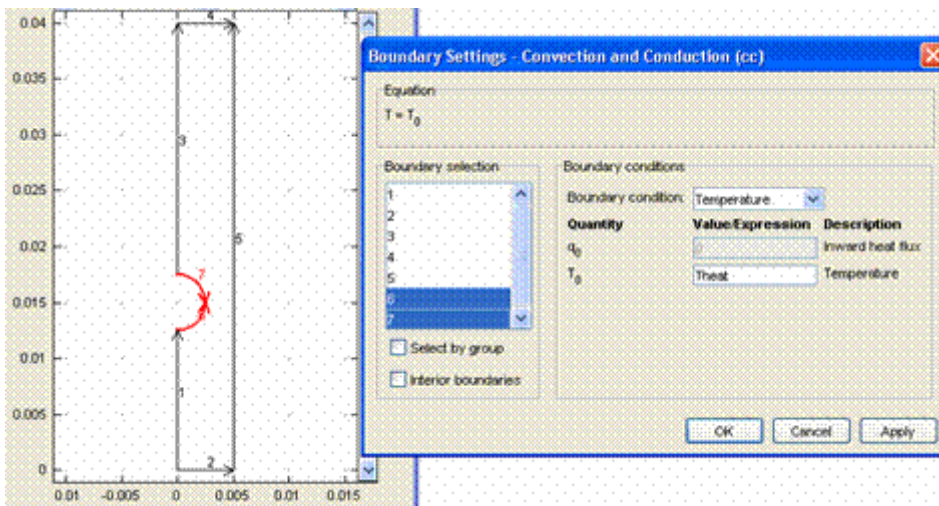 0.04
0.035
0.03
0.025
0.02
0.015
0.01
0.005
0
0.01 -0.005 0 0.005 0.01 0.015
4
3
5
7
6
1
2
Boundary Settings - Convection and Conduction (cc)
Equation
T = T0
Boundary selection
1
2
3
4
5
6
7
Select by group
Interior boundaries
Boundary conditions
Boundary condition: Temperature
Quantity Value/Expression Description
q0 0 Inward heat flux
T0 Theat Temperature
OK Cancel Apply